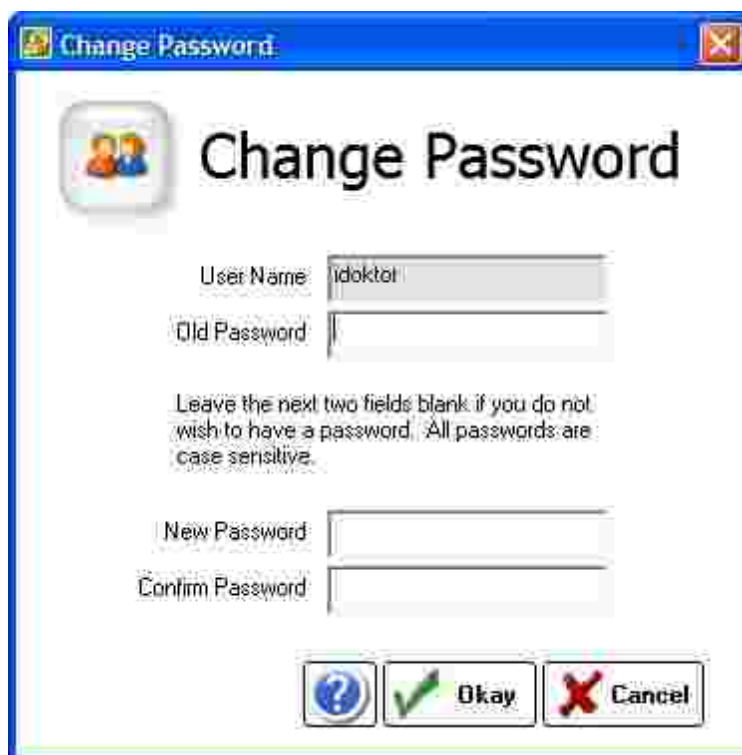 Change Password
Change Password
User Name idoktor
Old Password
Leave the next two fields blank if you do not
wish to have a password. All passwords are
case sensitive.
New Password
Confirm Password
? Okay Cancel